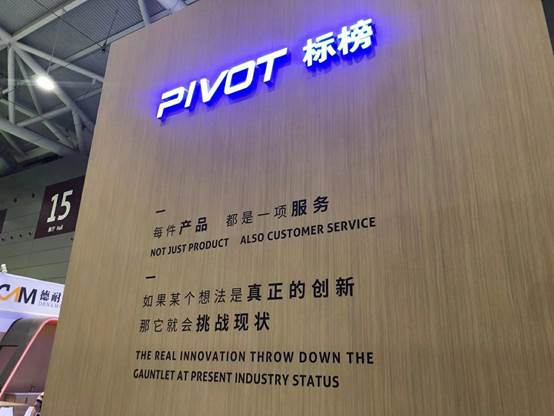 PIVOT 标榜
每件产品 都是一项服务
NOT JUST PRODUCT ALSO CUSTOMER SERVICE
如果某个想法是真正的创新
那它就会挑战现状
THE REAL INNOVATION THROW DOWN THE
GAUNTLET AT PRESENT INDUSTRY STATUS
15
Hall
德耐